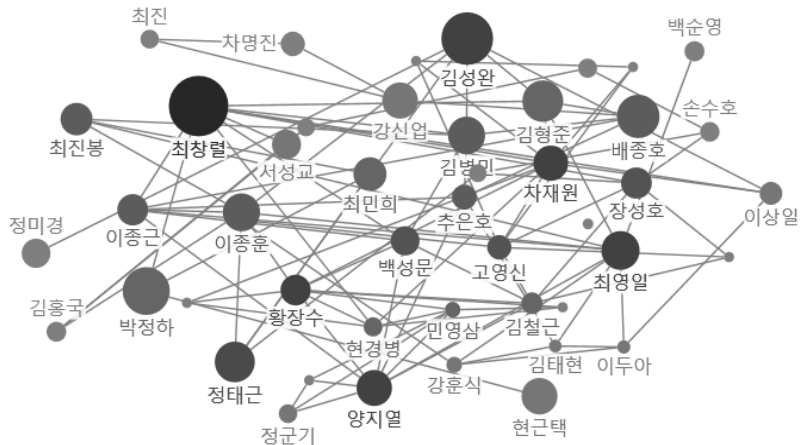 최진
차명진
백순영
김성완
강신업
김형준
손수호
최진봉
최창렬
김병민
배종호
서성교
차재원
최민희
장성호
이상일
정미경
이종근
이종훈
추은호
백성문
고영신
최영일
김홍국
박정하
황장수
민영삼
김철근
현경병
정태근
강훈식
김태현
이두아
양지열
정군기
현근택